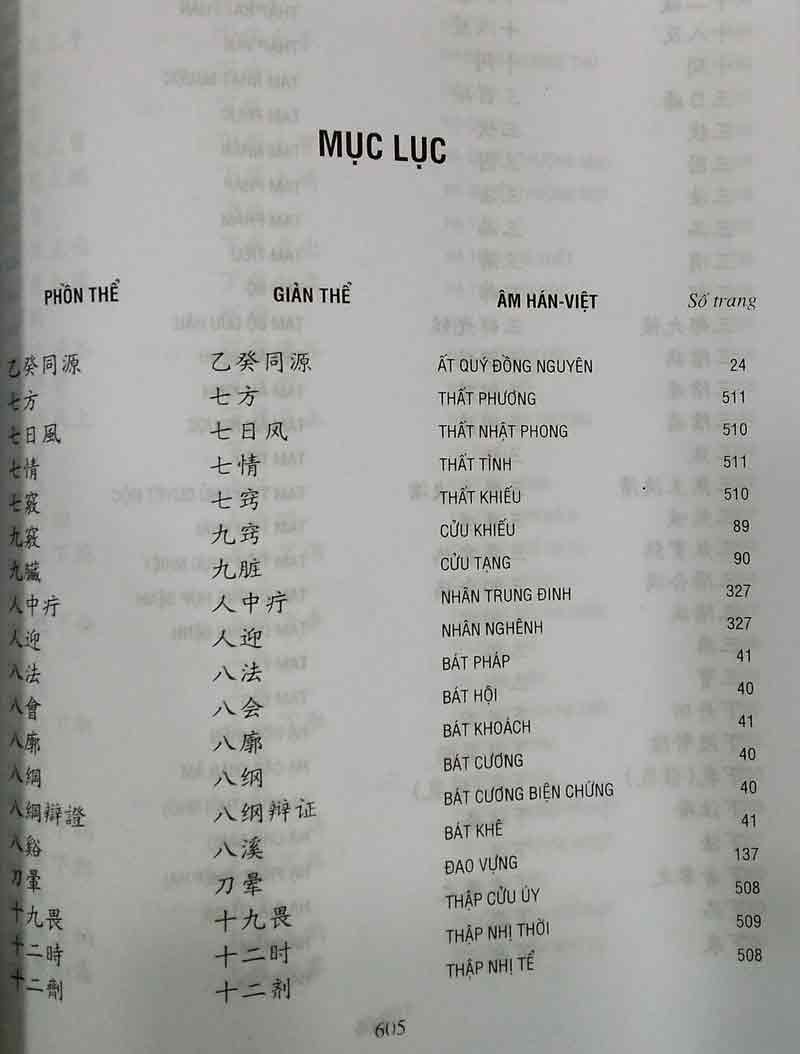 MỤC LỤC
PHỒN THỂ GIẢN THỂ ÂM HÁN-VIỆT Số trang
乙癸同源 乙癸同源 ẤT QUÝ ĐỒNG NGUYÊN 24
七方 七方 THẤT PHƯƠNG 511
七日風 七日风 THẤT NHẬT PHONG 510
七情 七情 THẤT TÌNH 511
七竅 七窍 THẤT KHIẾU 510
九竅 九窍 CỬU KHIẾU 89
九臟 九脏 CỬU TẠNG 90
人中疔 人中疔 NHÂN TRUNG ĐINH 327
人迎 人迎 NHÂN NGHÊNH 327
八法 八法 BÁT PHÁP 41
八會 八会 BÁT HỘI 40
八廓 八廓 BÁT KHOÁCH 41
八綱 八纲 BÁT CƯƠNG 40
八綱辯證 八纲辩证 BÁT CƯƠNG BIỆN CHỨNG 40
八谿 八溪 BÁT KHÊ 41
刀暈 刀晕 ĐAO VỰNG 137
十九畏 十九畏 THẬP CỬU ÚY 508
十二時 十二时 THẬP NHỊ THỜI 509
十二劑 十二剂 THẬP NHỊ TỂ 508
605